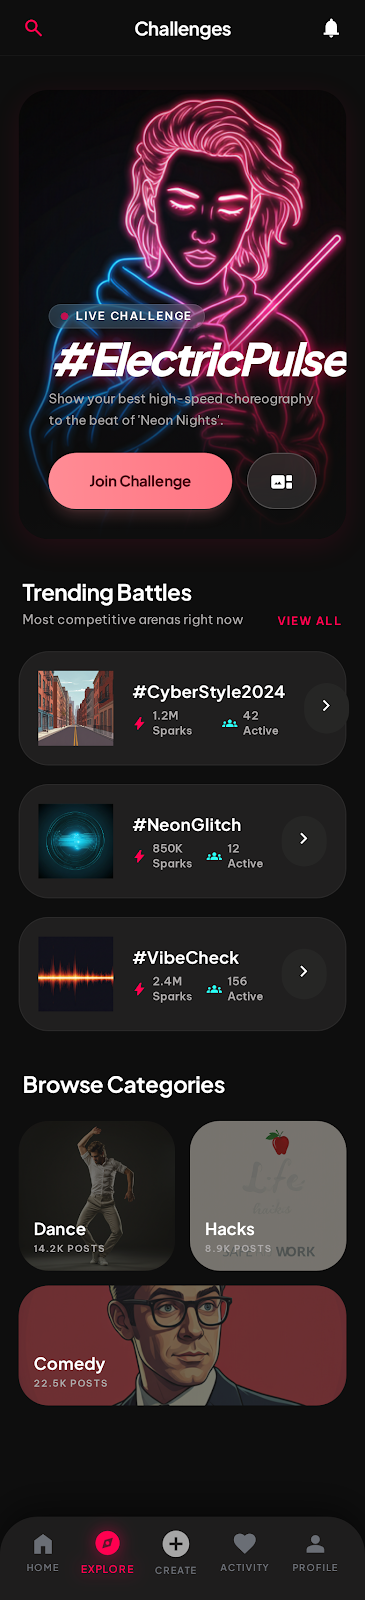 Challenges
LIVE CHALLENGE
#ElectricPulse
Show your best high-speed choreography
to the beat of 'Neon Nights'.
Join Challenge
Trending Battles
Most competitive arenas right now
VIEW ALL
#CyberStyle2024
1.2M
Sparks
42
Active
#NeonGlitch
850K
Sparks
12
Active
#VibeCheck
2.4M
Sparks
156
Active
Browse Categories
Dance
14.2K POSTS
Life
hacks
WORK
Hacks
8.9K POSTS
Comedy
22.5K POSTS
HOME
EXPLORE
CREATE
ACTIVITY
PROFILE